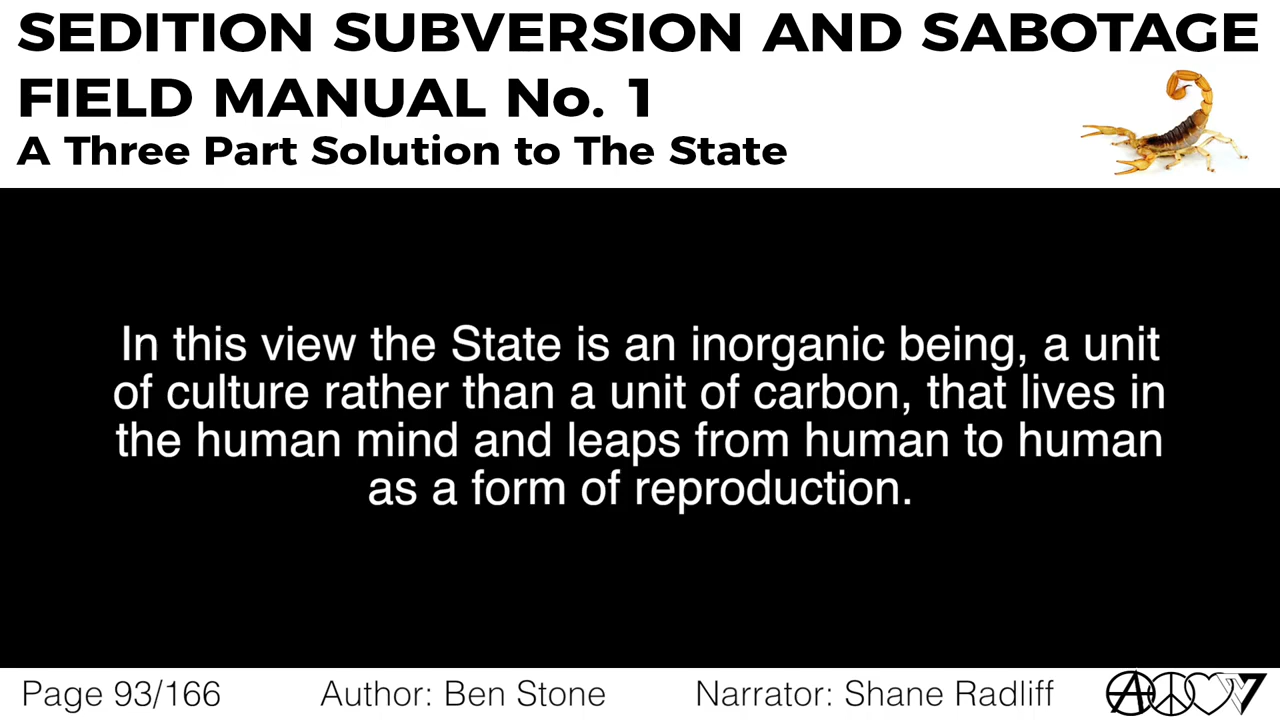 SEDITION SUBVERSION AND SABOTAGE
FIELD MANUAL No. 1
A Three Part Solution to The State
In this view the State is an inorganic being, a unit
of culture rather than a unit of carbon, that lives in
the human mind and leaps from human to human
as a form of reproduction.
Page 93/166 Author: Ben Stone Narrator: Shane Radliff